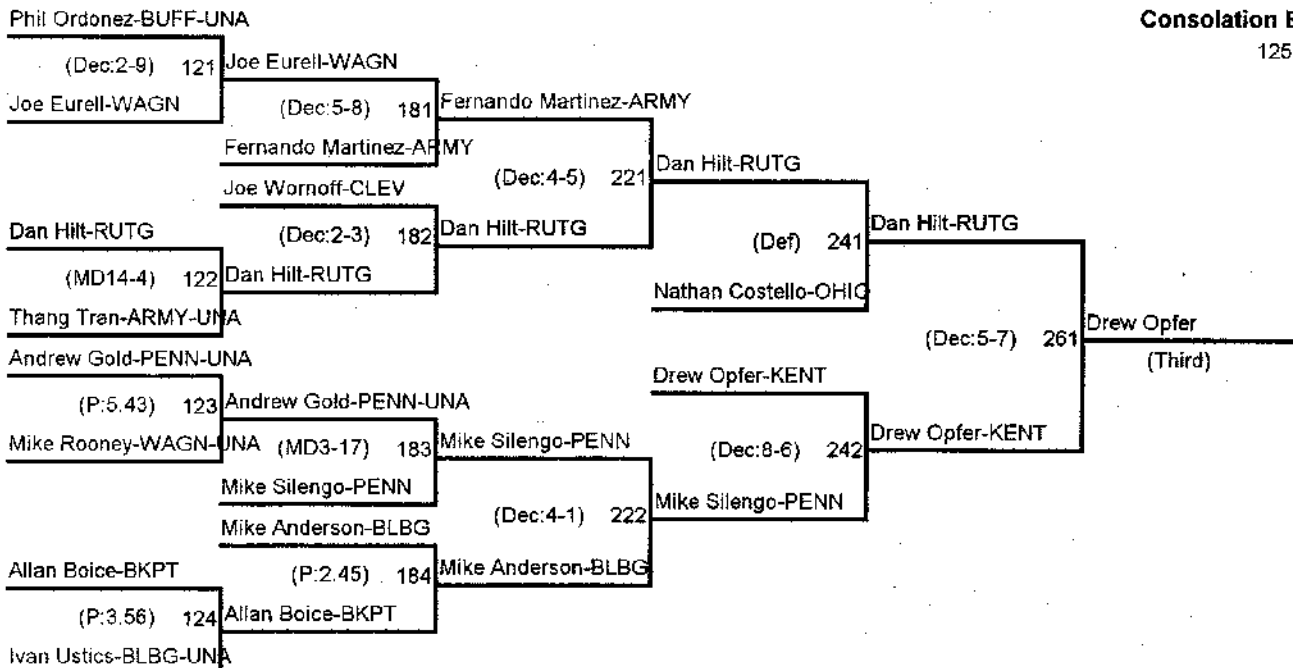 Phil Ordonez-BUFF-UNA
Consolation B
125
(Dec:2-9) 121
Joe Eurell-WAGN
Joe Eurell-WAGN
(Dec:5-8) 181
Fernando Martinez-ARMY
Fernando Martinez-ARMY
(Dec:4-5) 221
Dan Hilt-RUTG
Joe Wornoff-CLEV
Dan Hilt-RUTG
(Dec:2-3) 182
Dan Hilt-RUTG
(Def) 241
Dan Hilt-RUTG
(MD14-4) 122
Dan Hilt-RUTG
Nathan Costello-OHIO
Thang Tran-ARMY-UNA
(Dec:5-7) 261
Drew Opfer
(Third)
Andrew Gold-PENN-UNA
Drew Opfer-KENT
(P:5.43) 123
Andrew Gold-PENN-UNA
Mike Rooney-WAGN-UNA
(MD3-17) 183
Mike Silengo-PENN
(Dec:8-6) 242
Drew Opfer-KENT
Mike Silengo-PENN
(Dec:4-1) 222
Mike Silengo-PENN
Mike Anderson-BLBG
Allan Boice-BKPT
(P:2.45) 184
Mike Anderson-BLBG
(P:3.56) 124
Allan Boice-BKPT
Ivan Ustics-BLBG-UNA